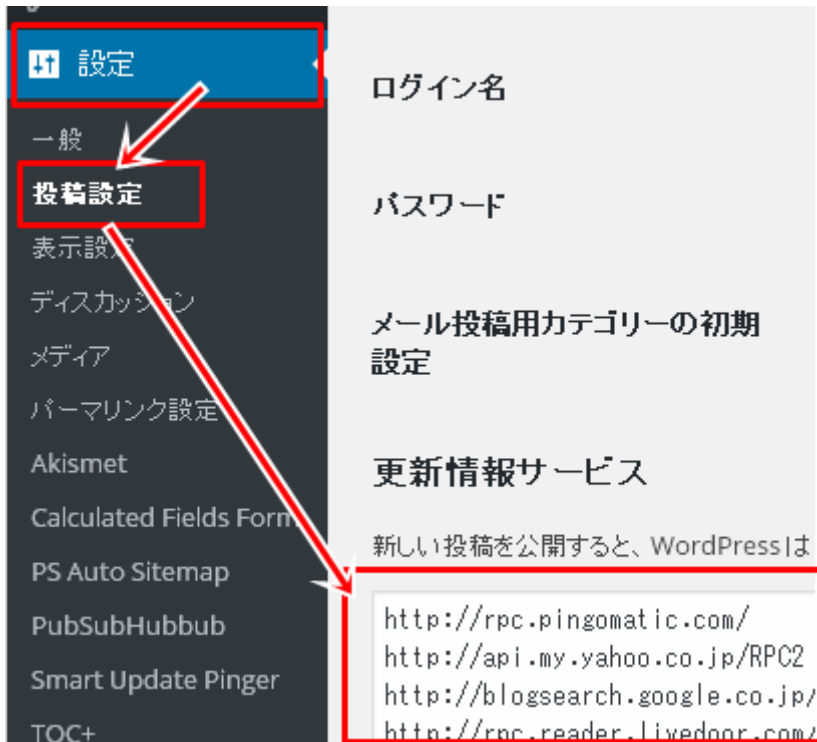 設定
一般
投稿設定
表示設定
ディスカッション
メディア
パーマリンク設定
Akismet
Calculated Fields Form
PS Auto Sitemap
PubSubHubbub
Smart Update Pinger
TOC+
ログイン名
パスワード
メール投稿用カテゴリーの初期
設定
更新情報サービス
新しい投稿を公開すると、WordPressは
http://rpc.pingomatic.com/
http://api.my.yahoo.co.jp/RPC2
http://blogsearch.google.co.jp/
http://rpc.reader.livedoor.com/